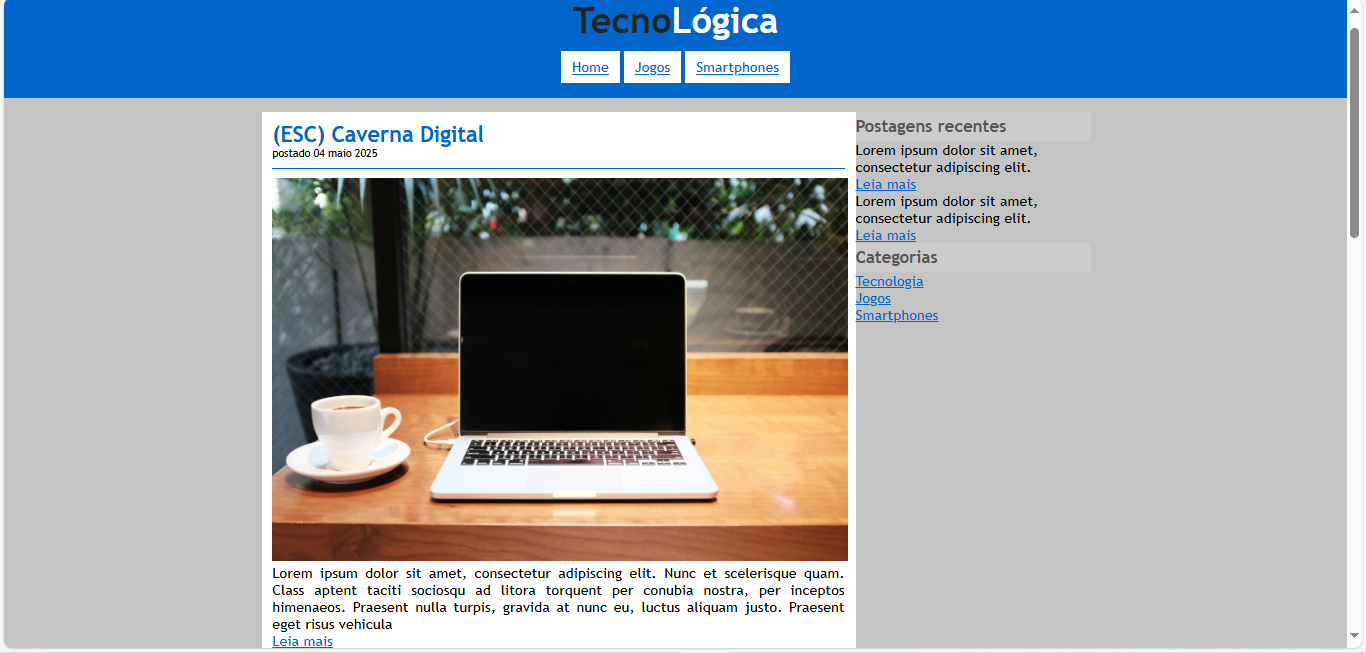 TecnoLógica
Home Jogos Smartphones
(ESC) Caverna Digital
postado 04 maio 2025
Lorem ipsum dolor sit amet, consectetur adipiscing elit. Nunc et scelerisque quam.
Class aptent taciti sociosqu ad litora torquent per conubia nostra, per inceptos
himenaeos. Praesent nulla turpis, gravida at nunc eu, luctus aliquam justo. Praesent
eget risus vehicula
Leia mais
Postagens recentes
Lorem ipsum dolor sit amet,
consectetur adipiscing elit.
Leia mais
Lorem ipsum dolor sit amet,
consectetur adipiscing elit.
Leia mais
Categorias
Tecnologia
Jogos
Smartphones